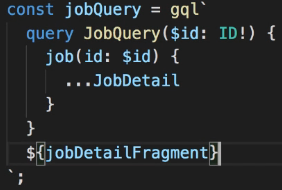 const jobQuery = gql`
  query JobQuery($id: ID!) {
    job(id: $id) {
      ...JobDetail
    }
  }
  ${jobDetailFragment}
`;